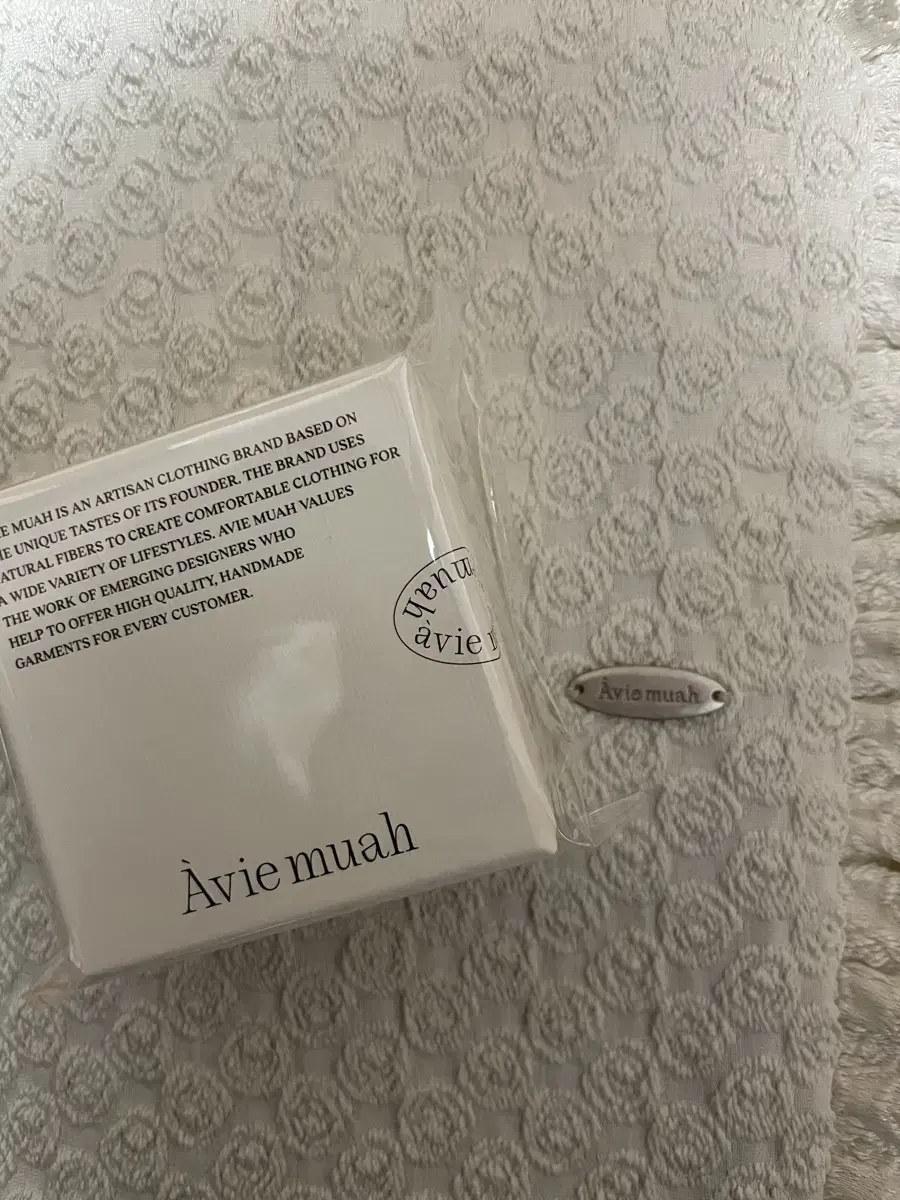 E MUAH IS AN ARTISAN CLOTHING BRAND BASED ON
E UNIQUE TASTES OF ITS FOUNDER. THE BRAND USES
ATURAL FIBERS TO CREATE COMFORTABLE CLOTHING FOR
A WIDE VARIETY OF LIFESTYLES. AVIE MUAH VALUES
THE WORK OF EMERGING DESIGNERS WHO
HELP TO OFFER HIGH QUALITY, HANDMADE
GARMENTS FOR EVERY CUSTOMER.
muah
àvie
Àvie muah
Àvie muah